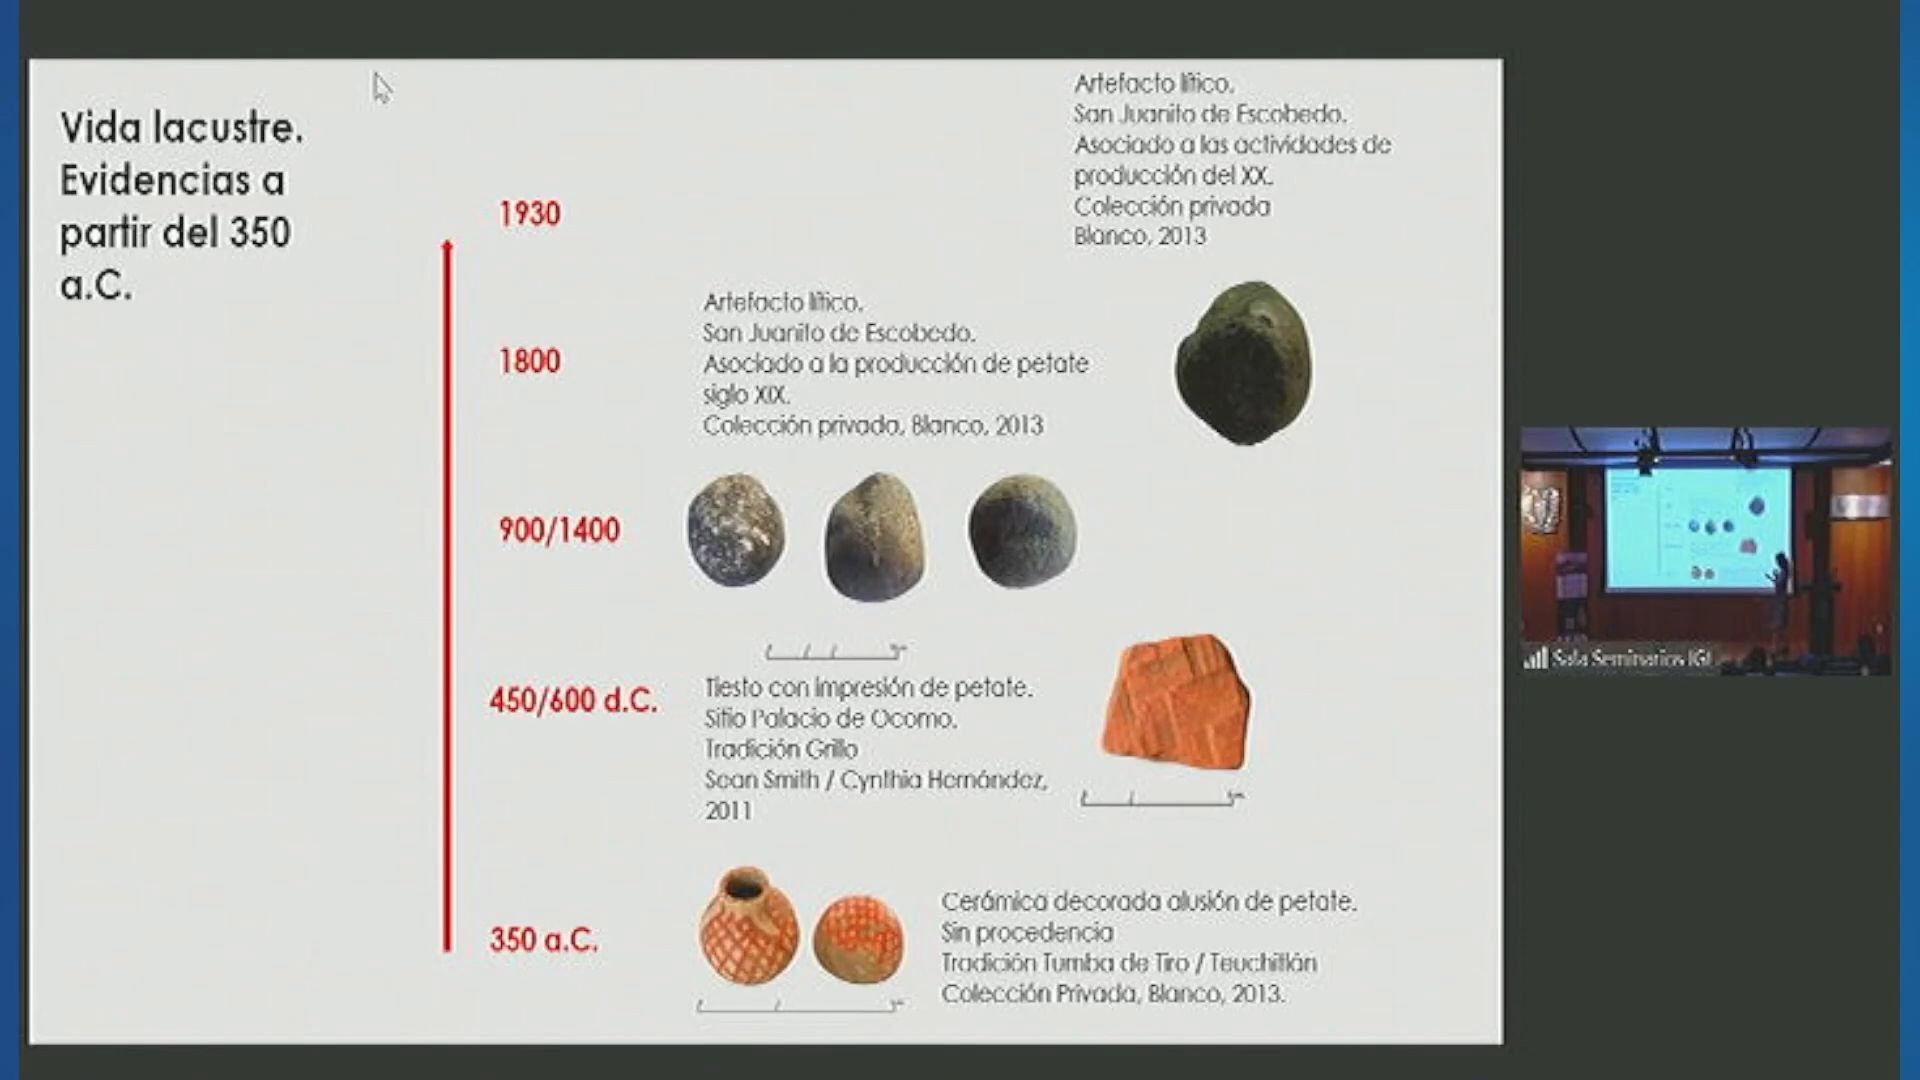 Vida lacustre.
Evidencias a
partir del 350
a.C.
Artefacto lítico.
San Juanito de Escobedo.
Asociado a las actividades de
producción del XX.
Colección privada
Blanco, 2013
1930
Artefacto lítico.
San Juanito de Escobedo.
Asociado a la producción de petate
siglo XIX.
Colección privada, Blanco, 2013
1800
900/1400
450/600 d.C.
Tiesto con impresión de petate.
Sitio Palacio de Ocomo.
Tradición Grillo
Sean Smith / Cynthia Hernández,
2011
350 a.C.
Cerámica decorada alusión de petate.
Sin procedencia
Tradición Tumba de Tiro / Teuchitlán
Colección Privada, Blanco, 2013.
Sala Seminarios IGL